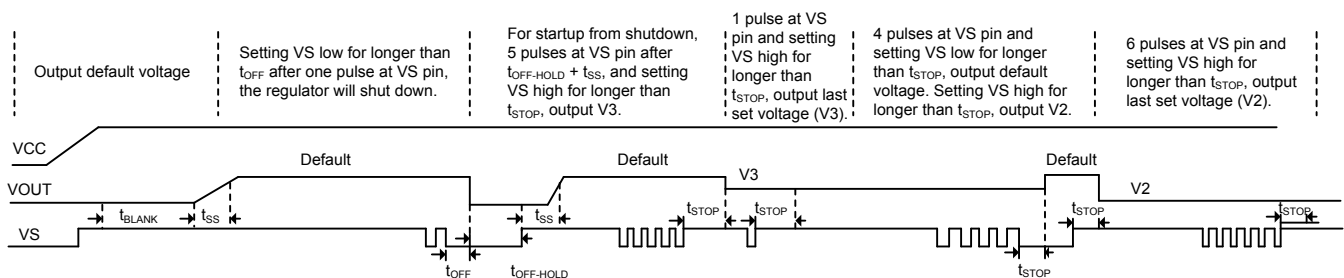 Output default voltage
Setting VS low for longer than
tOFF after one pulse at VS pin,
the regulator will shut down.
For startup from shutdown,
5 pulses at VS pin after
tOFF-HOLD + tSS, and setting
VS high for longer than
tSTOP, output V3.
1 pulse at VS
pin and setting
VS high for
longer than
tSTOP, output last
set voltage (V3).
4 pulses at VS pin and
setting VS low for longer
than tSTOP, output default
voltage. Setting VS high for
longer than tSTOP, output V2.
6 pulses at VS pin and
setting VS high for
longer than tSTOP, output
last set voltage (V2).
VCC
Default
Default
Default
VOUT
V3
V2
tBLANK
tSS
tSS
tSTOP
tSTOP
tSTOP
tSTOP
VS
tOFF
tOFF-HOLD
tSTOP